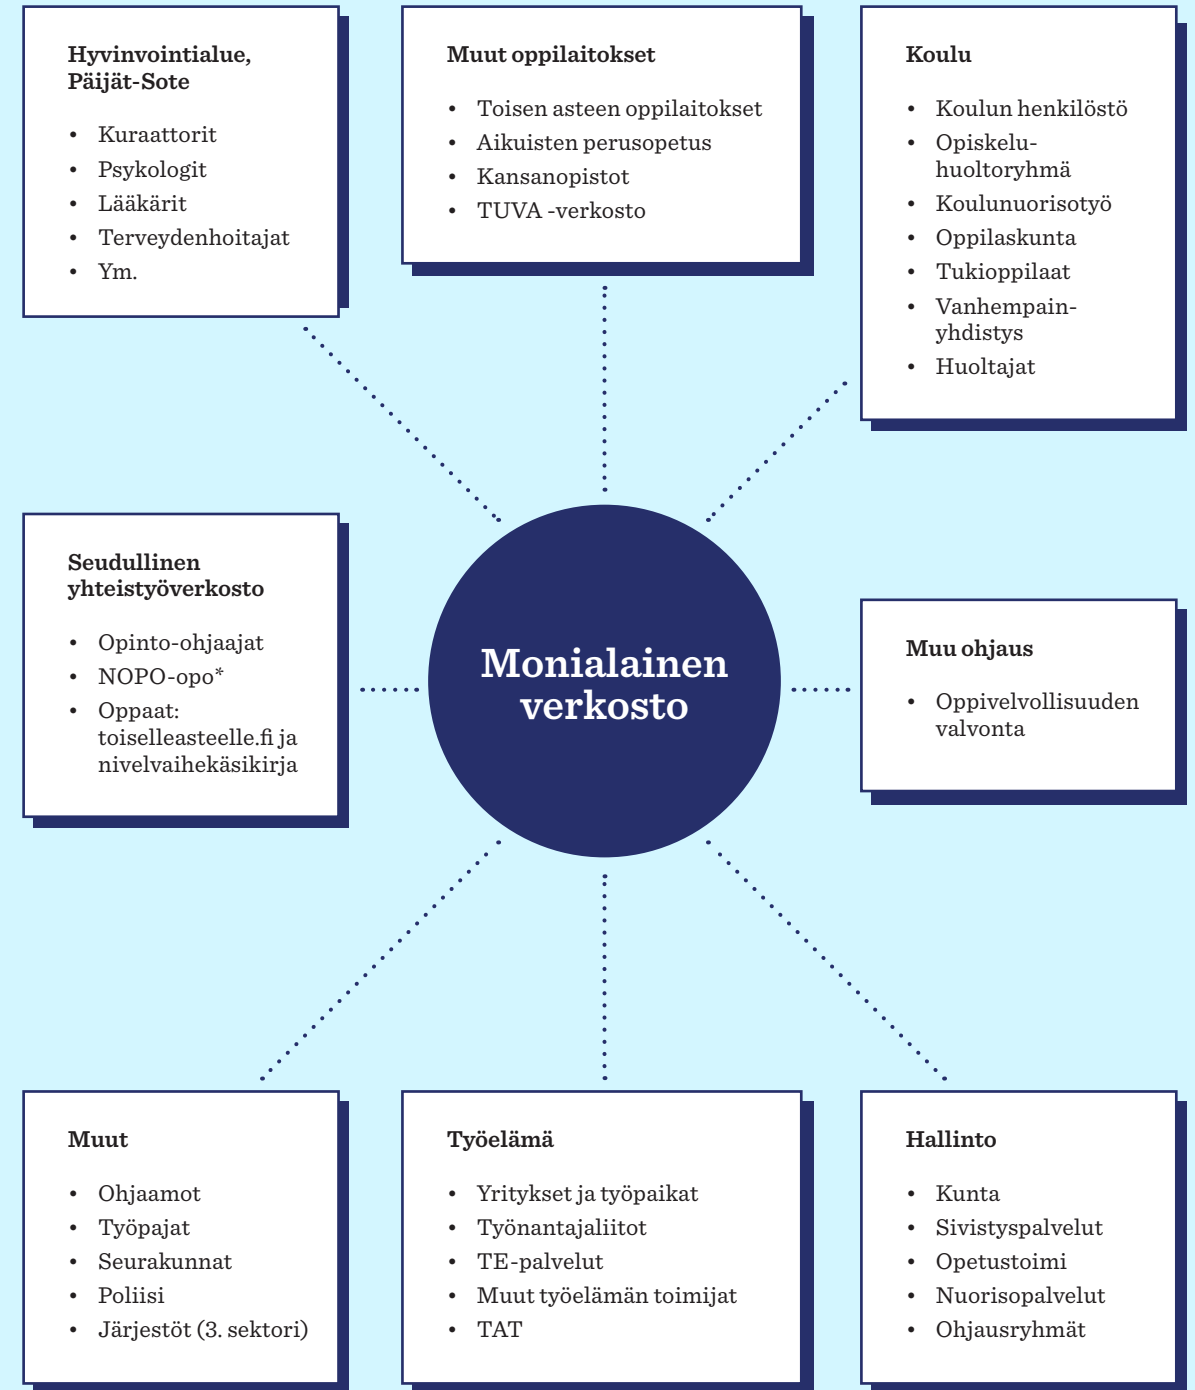 Hyvinvointialue,
Päijät-Sote
• Kuraattorit
• Psykologit
• Lääkärit
• Terveydenhoitajat
• Ym.
Muut oppilaitokset
• Toisen asteen oppilaitokset
• Aikuisten perusopetus
• Kansanopistot
• TUVA -verkosto
Koulu
• Koulun henkilöstö
• Opiskelu-
huoltoryhmä
• Koulunuorisotyö
• Oppilaskunta
• Tukioppilaat
• Vanhempain-
yhdistys
• Huoltajat
Seudullinen
yhteistyöverkosto
• Opinto-ohjaajat
• NOPO-opo*
• Oppaat:
toiselleasteelle.fi ja
nivelvaihekäsikirja
Monialainen
verkosto
Muu ohjaus
• Oppivelvollisuuden
valvonta
Muut
• Ohjaamot
• Työpajat
• Seurakunnat
• Poliisi
• Järjestöt (3. sektori)
Työelämä
• Yritykset ja työpaikat
• Työnantajaliitot
• TE-palvelut
• Muut työelämän toimijat
• TAT
Hallinto
• Kunta
• Sivistyspalvelut
• Opetustoimi
• Nuorisopalvelut
• Ohjausryhmät